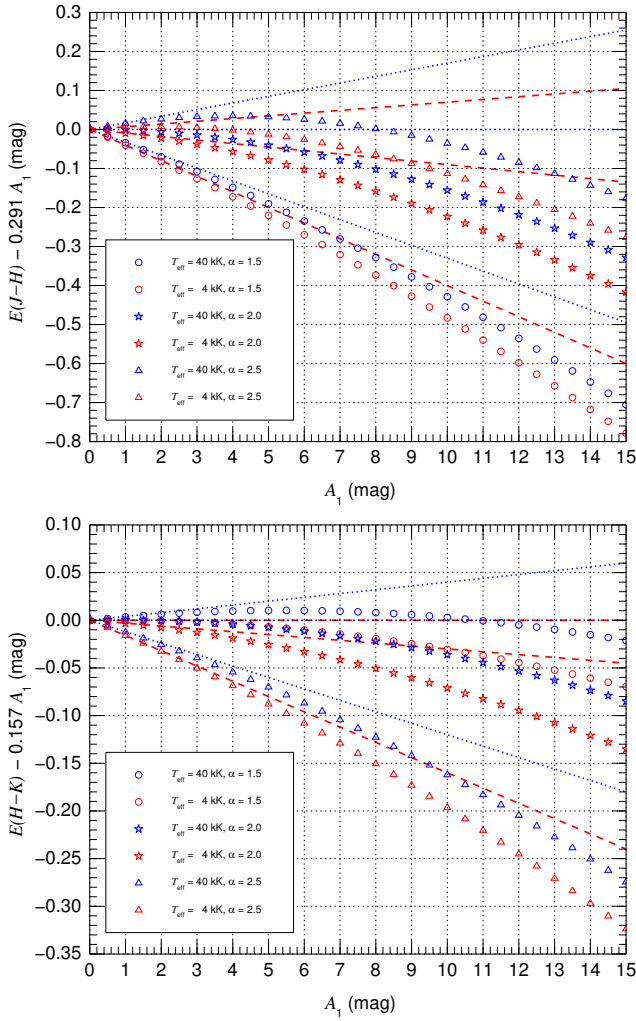 0.3
0.2
0.1
0.0
−0.1
−0.2
−0.3
−0.4
−0.5
−0.6
−0.7
−0.8
E(J−H) − 0.291 A1 (mag)
Teff = 40 kK, α = 1.5
Teff = 4 kK, α = 1.5
Teff = 40 kK, α = 2.0
Teff = 4 kK, α = 2.0
Teff = 40 kK, α = 2.5
Teff = 4 kK, α = 2.5
0 1 2 3 4 5 6 7 8 9 10 11 12 13 14 15
A1 (mag)
0.10
0.05
0.00
−0.05
−0.10
−0.15
−0.20
−0.25
−0.30
−0.35
E(H−K) − 0.157 A1 (mag)
Teff = 40 kK, α = 1.5
Teff = 4 kK, α = 1.5
Teff = 40 kK, α = 2.0
Teff = 4 kK, α = 2.0
Teff = 40 kK, α = 2.5
Teff = 4 kK, α = 2.5
0 1 2 3 4 5 6 7 8 9 10 11 12 13 14 15
A1 (mag)